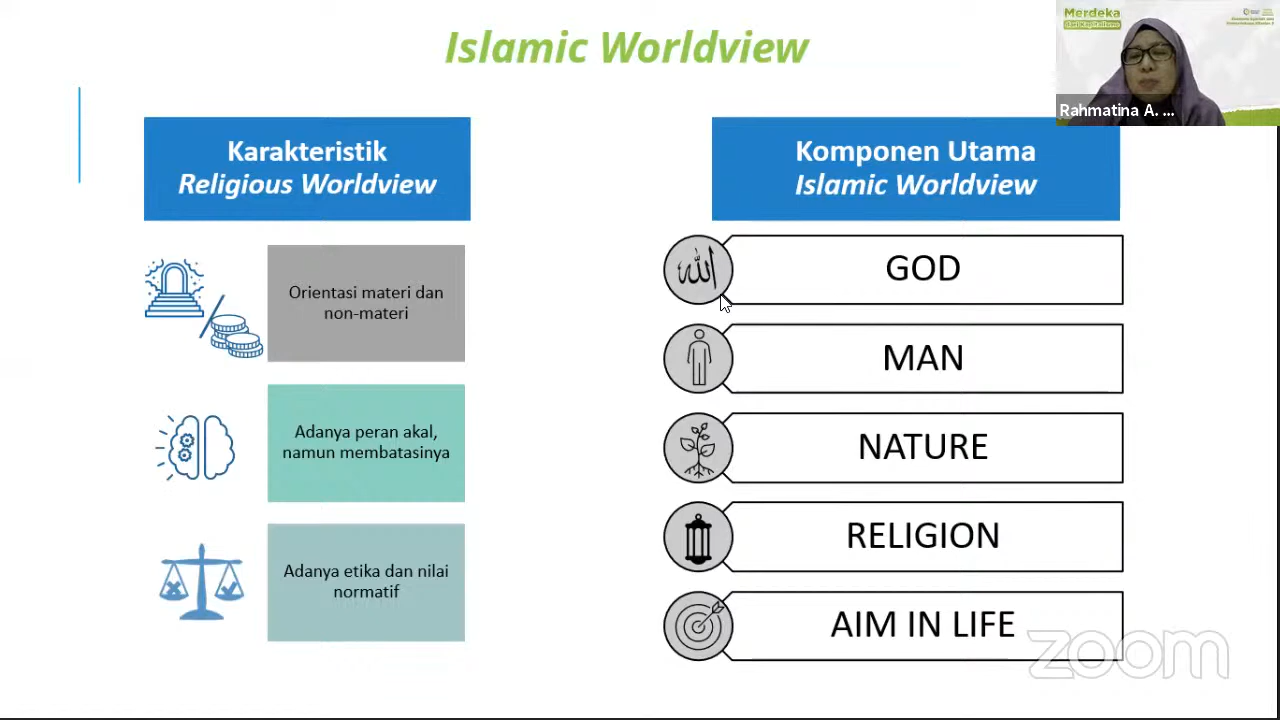 Islamic Worldview
Merdeka
Rahmatina A. ...
Karakteristik
Religious Worldview
Orientasi materi dan
non-materi
Adanya peran akal,
namun membatasinya
Adanya etika dan nilai
normatif
Komponen Utama
Islamic Worldview
الله
GOD
MAN
NATURE
RELIGION
AIM IN LIFE
zoom